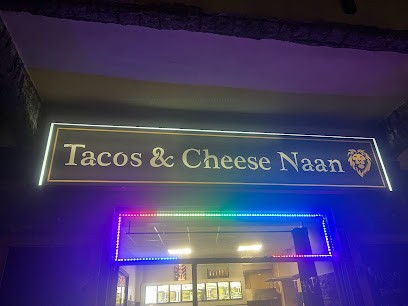 Tacos & Cheese Naan